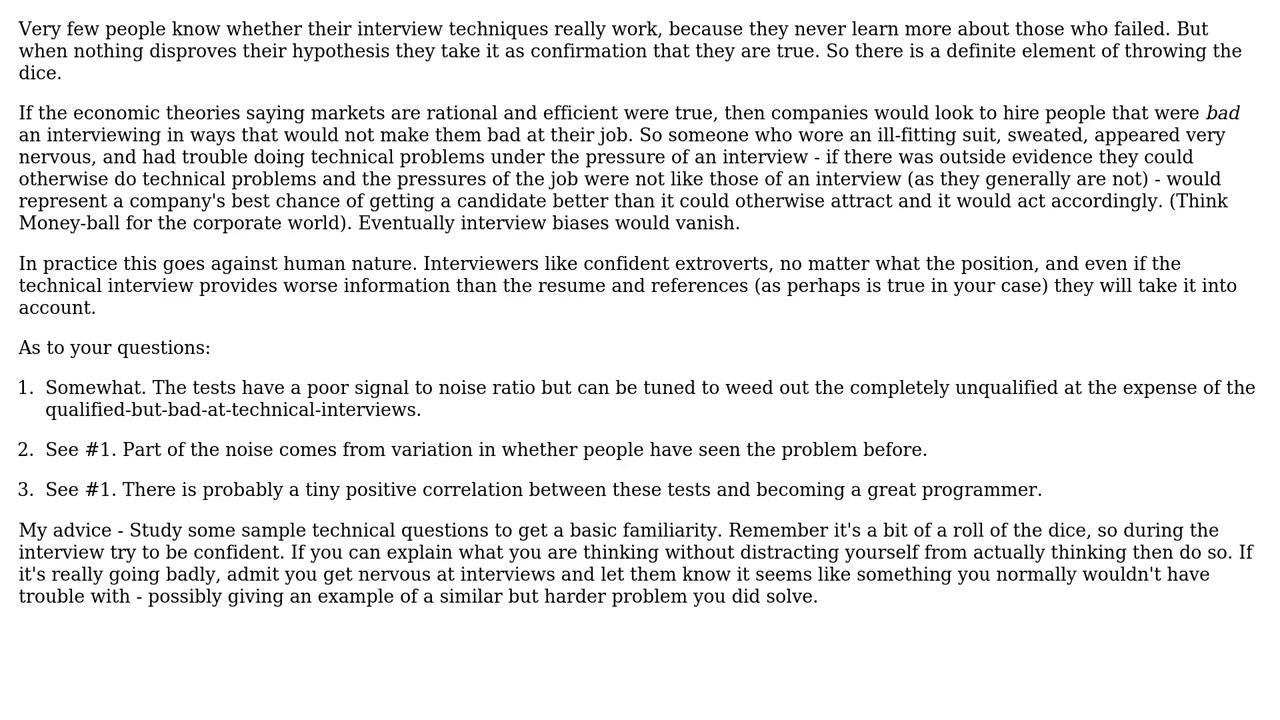 Very few people know whether their interview techniques really work, because they never learn more about those who failed. But
when nothing disproves their hypothesis they take it as confirmation that they are true. So there is a definite element of throwing the
dice.
If the economic theories saying markets are rational and efficient were true, then companies would look to hire people that were bad
an interviewing in ways that would not make them bad at their job. So someone who wore an ill-fitting suit, sweated, appeared very
nervous, and had trouble doing technical problems under the pressure of an interview - if there was outside evidence they could
otherwise do technical problems and the pressures of the job were not like those of an interview (as they generally are not) - would
represent a company's best chance of getting a candidate better than it could otherwise attract and it would act accordingly. (Think
Money-ball for the corporate world). Eventually interview biases would vanish.
In practice this goes against human nature. Interviewers like confident extroverts, no matter what the position, and even if the
technical interview provides worse information than the resume and references (as perhaps is true in your case) they will take it into
account.
As to your questions:
1. Somewhat. The tests have a poor signal to noise ratio but can be tuned to weed out the completely unqualified at the expense of the
qualified-but-bad-at-technical-interviews.
2. See #1. Part of the noise comes from variation in whether people have seen the problem before.
3. See #1. There is probably a tiny positive correlation between these tests and becoming a great programmer.
My advice - Study some sample technical questions to get a basic familiarity. Remember it's a bit of a roll of the dice, so during the
interview try to be confident. If you can explain what you are thinking without distracting yourself from actually thinking then do so. If
it's really going badly, admit you get nervous at interviews and let them know it seems like something you normally wouldn't have
trouble with - possibly giving an example of a similar but harder problem you did solve.